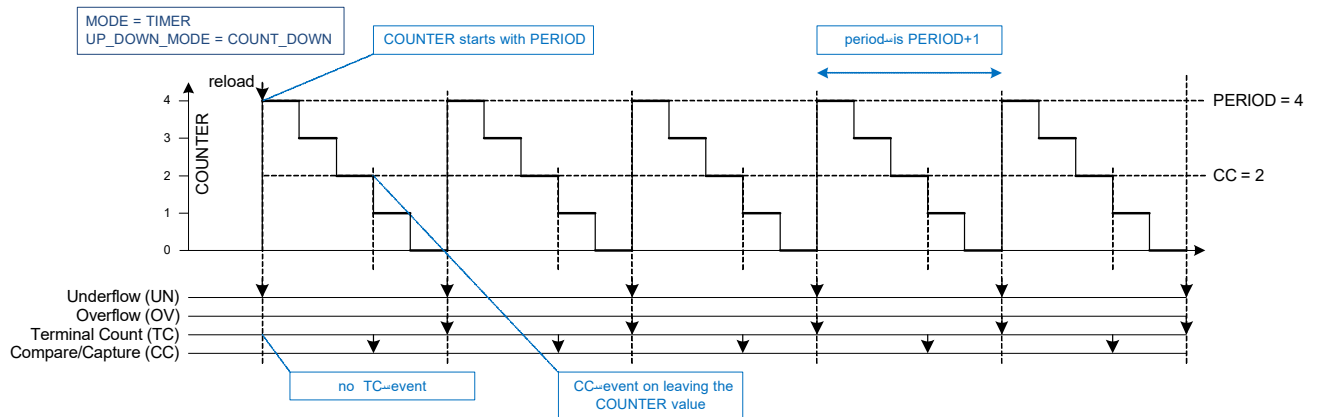 MODE = TIMER
UP_DOWN_MODE = COUNT_DOWN
COUNTER starts with PERIOD
period is PERIOD+1
reload
4
PERIOD = 4
3
COUNTER
2
CC = 2
1
0
Underflow (UN)
Overflow (OV)
Terminal Count (TC)
Compare/Capture (CC)
no TC event
CC event on leaving the
COUNTER value